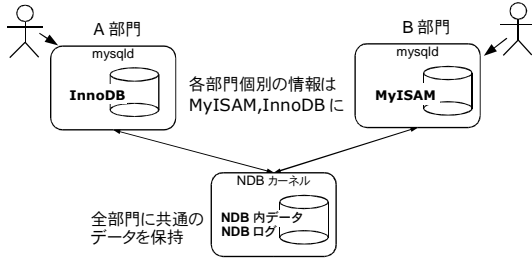 A 部門
B 部門
mysqld
mysqld
InnoDB
各部門個別の情報は
MyISAM,InnoDB に
MyISAM
NDB カーネル
全部門に共通の
データを保持
NDB 内データ
NDB ログ